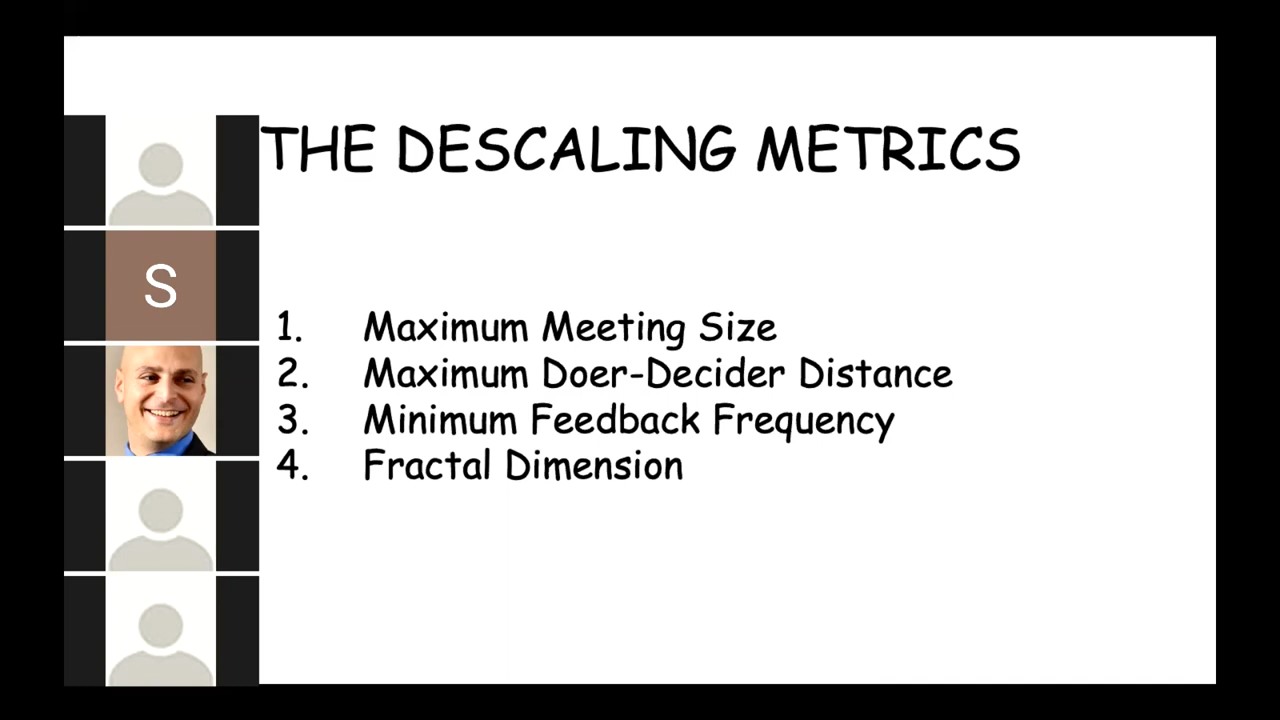 THE DESCALING METRICS
S
1. Maximum Meeting Size
2. Maximum Doer-Decider Distance
3. Minimum Feedback Frequency
4. Fractal Dimension